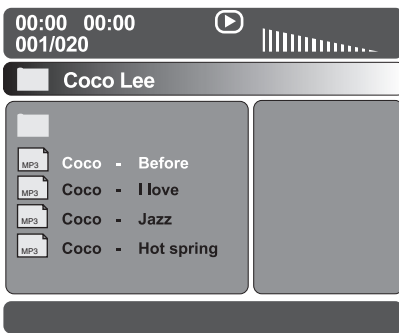 00:00 00:00
001/020
Coco Lee
MP3 Coco - Before
MP3 Coco - I love
MP3 Coco - Jazz
MP3 Coco - Hot spring